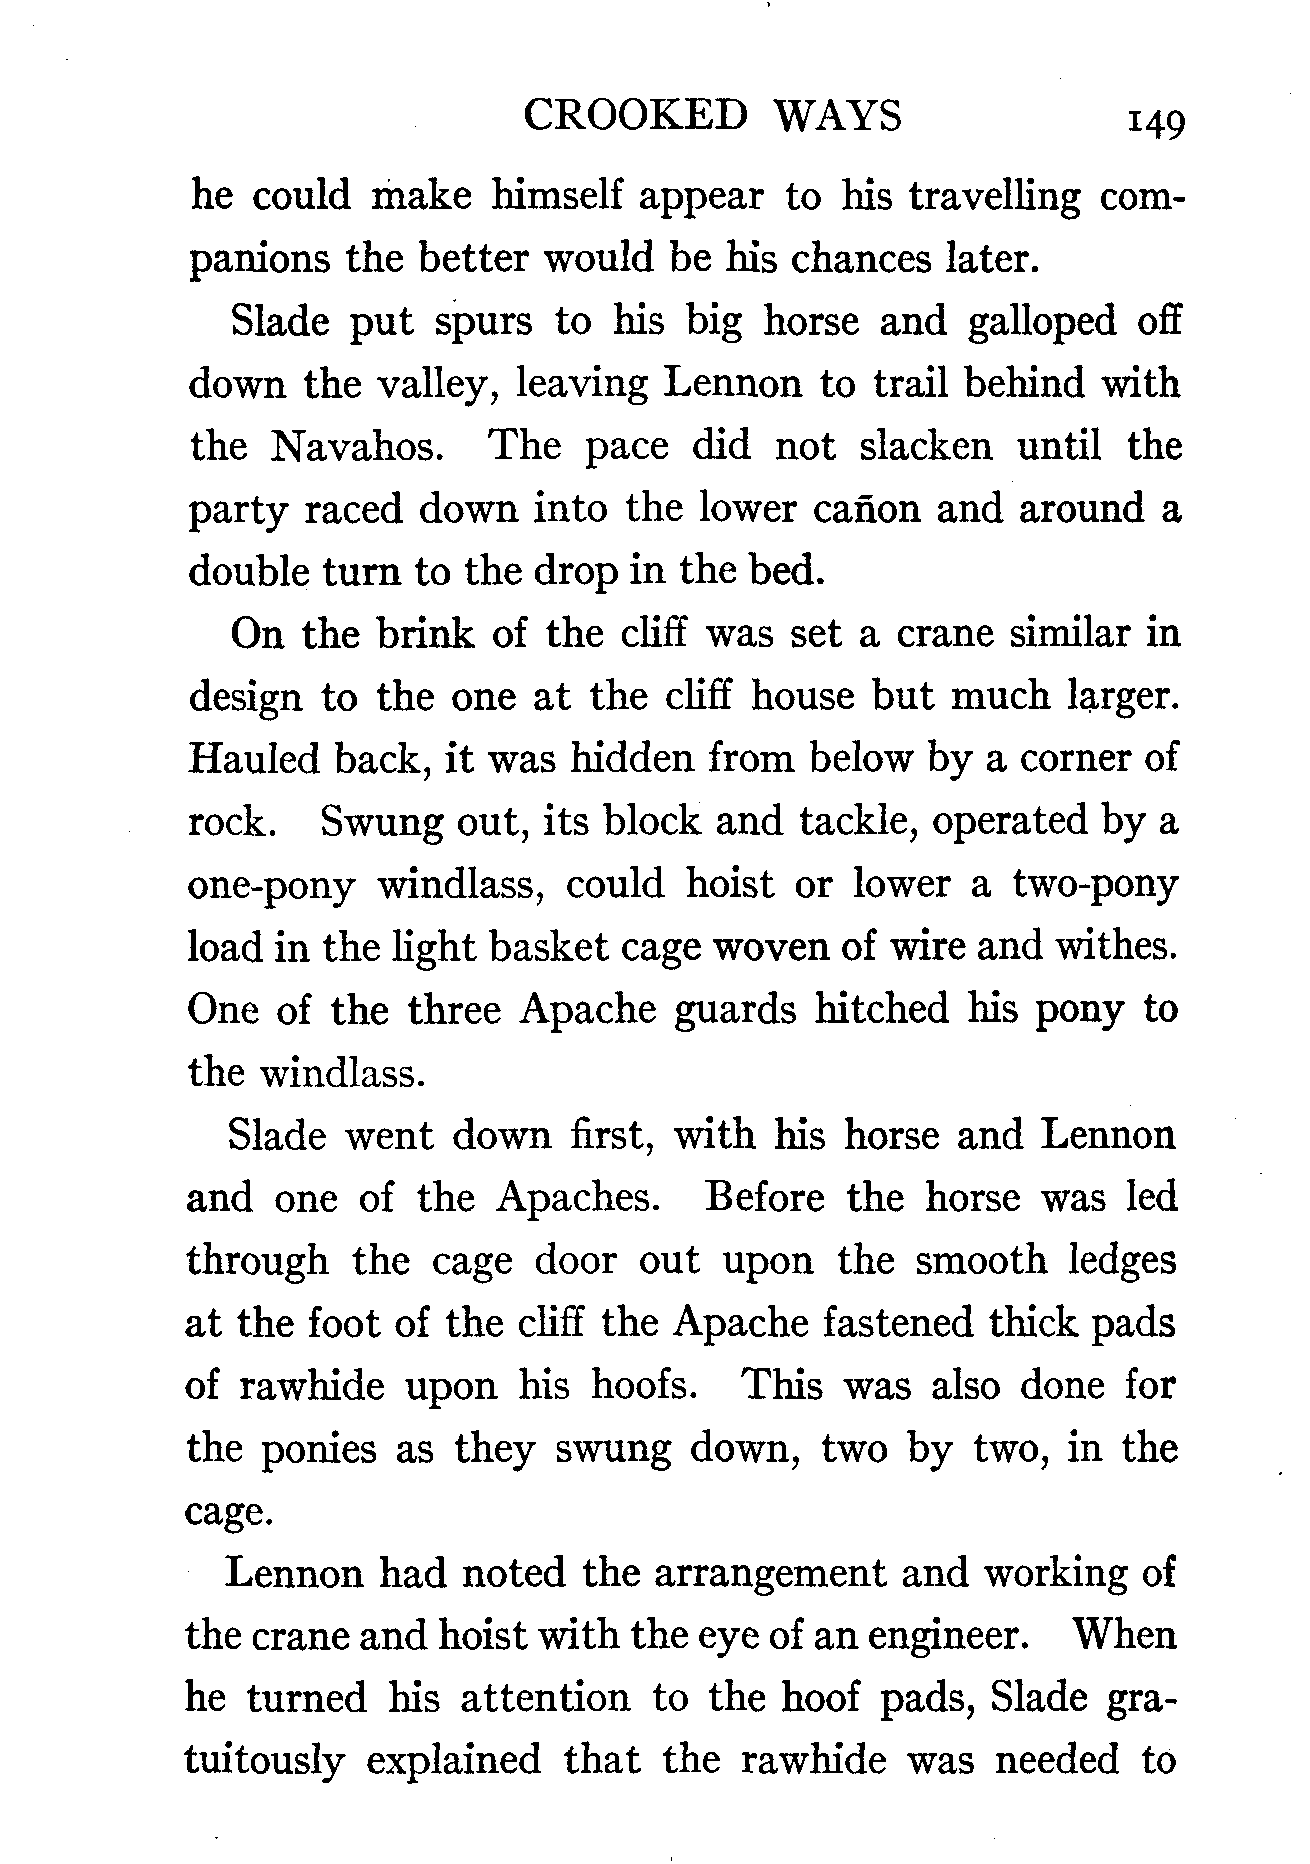 CROOKED WAYS 149
he could make himself appear to his travelling com-
panions the better would be his chances later.
Slade put spurs to his big horse and galloped off
down the valley, leaving Lennon to trail behind with
the Navahos. The pace did not slacken until the
party raced down into the lower cañon and around a
double turn to the drop in the bed.
On the brink of the cliff was set a crane similar in
design to the one at the cliff house but much larger.
Hauled back, it was hidden from below by a corner of
rock. Swung out, its block and tackle, operated by a
one-pony windlass, could hoist or lower a two-pony
load in the light basket cage woven of wire and withes.
One of the three Apache guards hitched his pony to
the windlass.
Slade went down first, with his horse and Lennon
and one of the Apaches. Before the horse was led
through the cage door out upon the smooth ledges
at the foot of the cliff the Apache fastened thick pads
of rawhide upon his hoofs. This was also done for
the ponies as they swung down, two by two, in the
cage.
Lennon had noted the arrangement and working of
the crane and hoist with the eye of an engineer. When
he turned his attention to the hoof pads, Slade gra-
tuitously explained that the rawhide was needed to